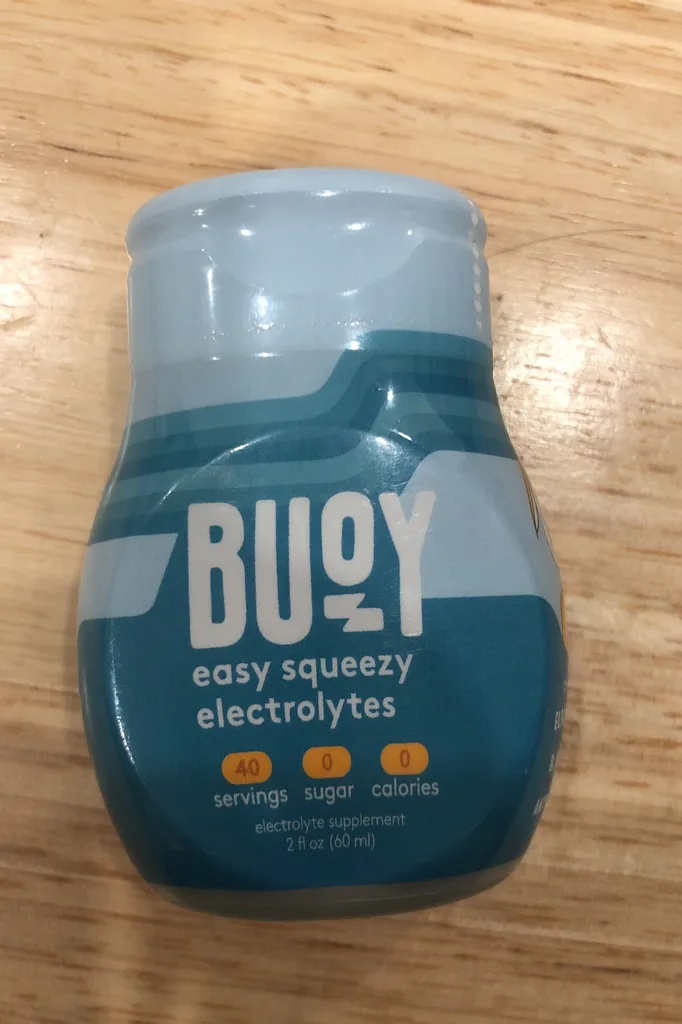 BUOY
easy squeezy
electrolytes
40 0 0
servings sugar calories
electrolyte supplement
2 fl oz (60 ml)